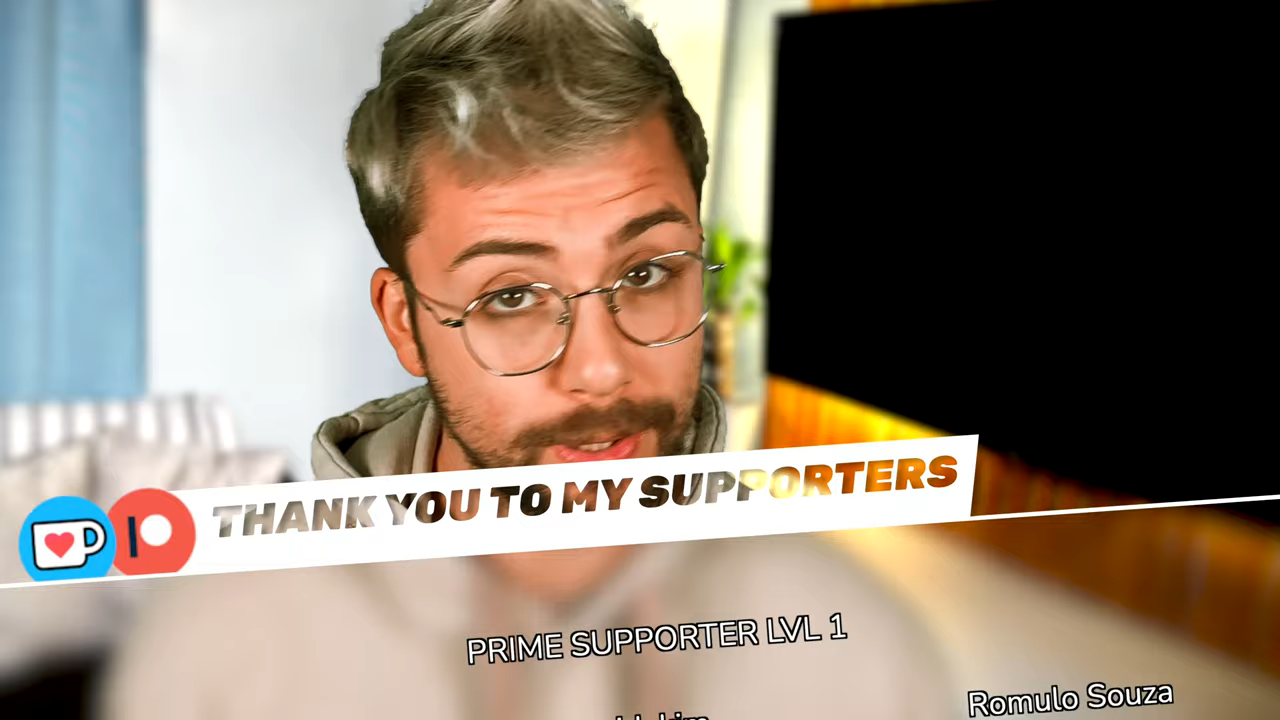 THANK YOU TO MY SUPPORTERS
PRIME SUPPORTER LVL 1
Romulo Souza